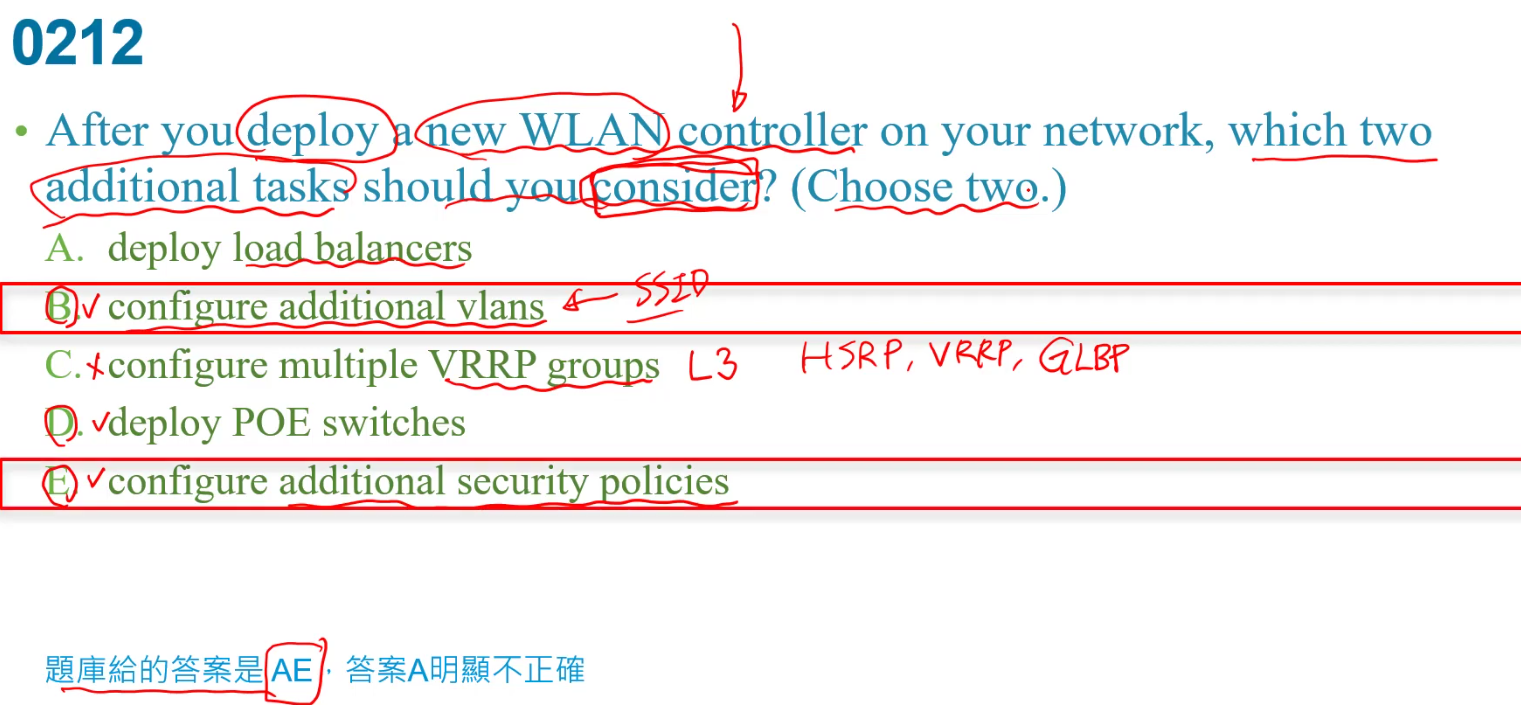 0212
• After you deploy a new WLAN controller on your network, which two
additional tasks should you consider? (Choose two.)
A. deploy load balancers
B. configure additional vlans SSID
C. configure multiple VRRP groups L3 HSRP, VRRP, GLBP
D. deploy POE switches
E. configure additional security policies
題庫給的答案是 AE,答案A明顯不正確